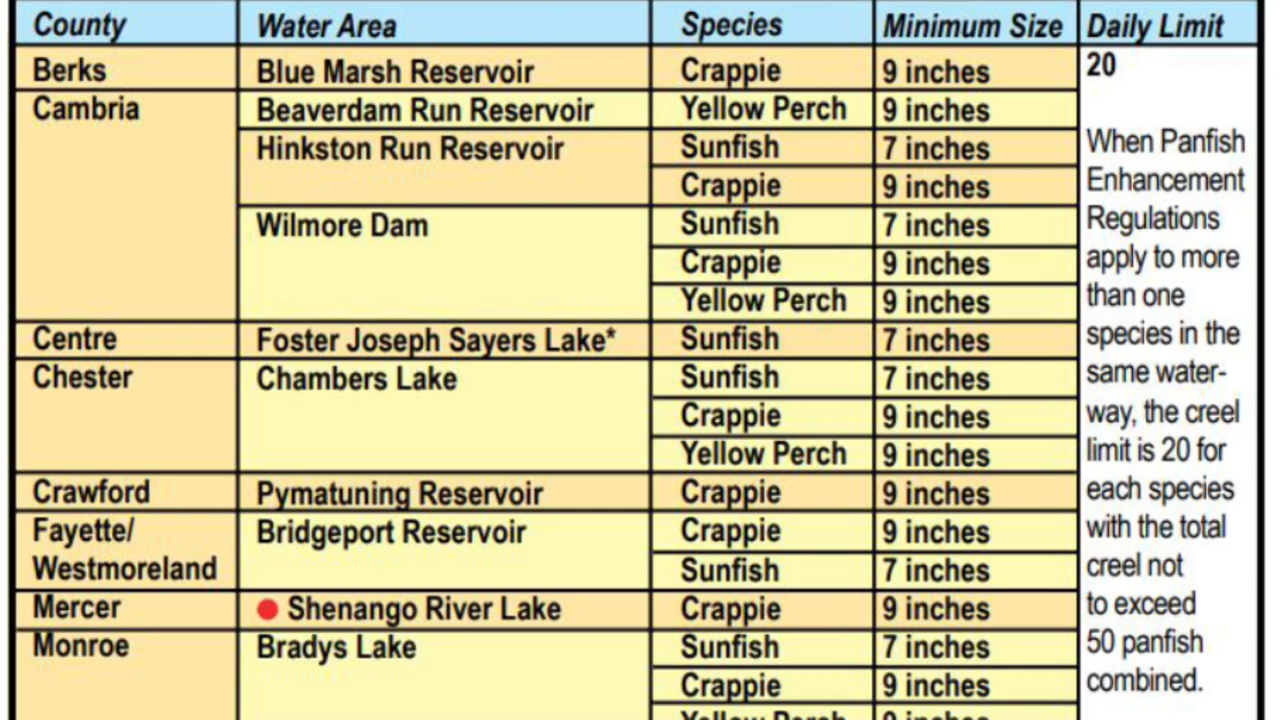 County Water Area Species Minimum Size Daily Limit
Berks Blue Marsh Reservoir Crappie 9 inches 20
Cambria Beaverdam Run Reservoir Yellow Perch 9 inches
Hinkston Run Reservoir Sunfish 7 inches When Panfish
Crappie 9 inches Enhancement
Wilmore Dam Sunfish 7 inches Regulations
Crappie 9 inches apply to more
Yellow Perch 9 inches than one
Centre Foster Joseph Sayers Lake* Sunfish 7 inches species in the
Chester Chambers Lake Sunfish 7 inches same water-
Crappie 9 inches way, the creel
Yellow Perch 9 inches limit is 20 for
Crawford Pymatuning Reservoir Crappie 9 inches each species
Fayette/ Bridgeport Reservoir Crappie 9 inches with the total
Westmoreland Sunfish 7 inches creel not
Mercer Shenango River Lake Crappie 9 inches to exceed
Monroe Bradys Lake Sunfish 7 inches 50 panfish
Crappie 9 inches combined.
Yellow Perch 9 inches